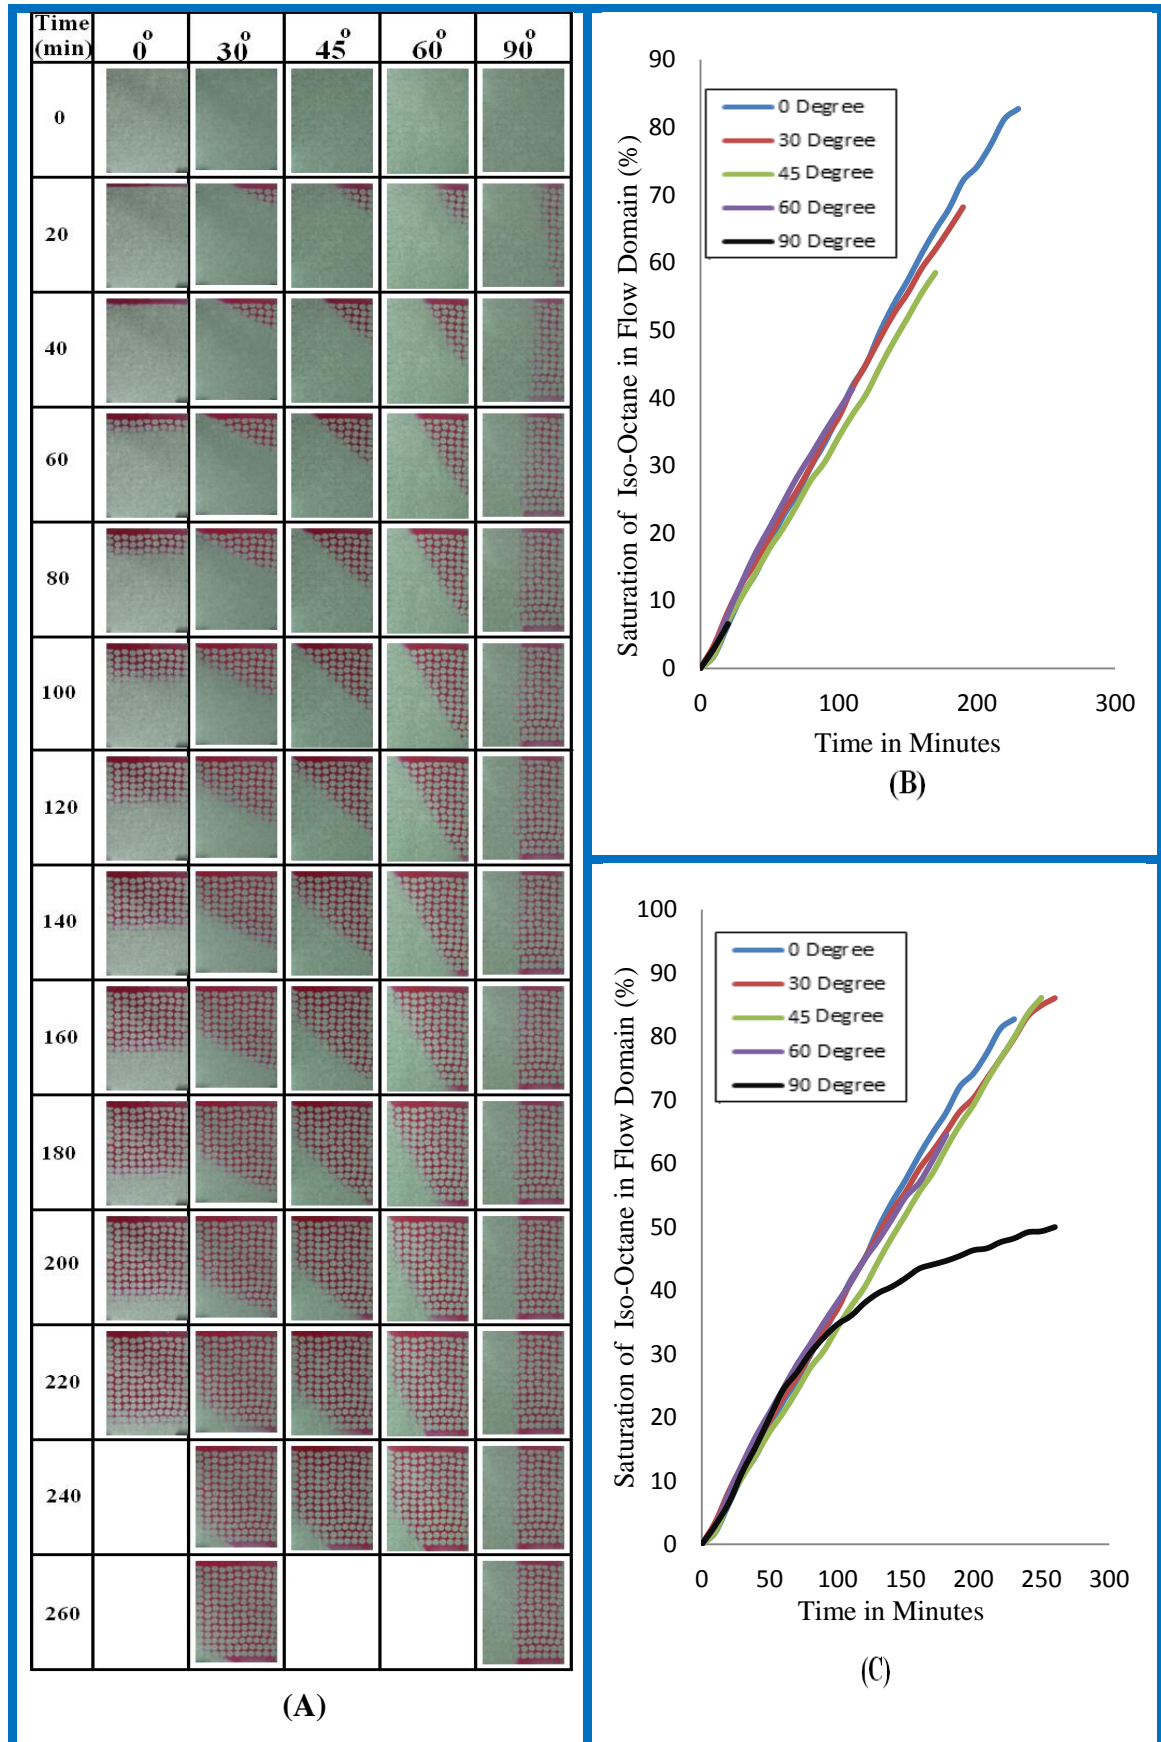 Time
(min) 0° 30° 45° 60° 90°
0
20
40
60
80
100
120
140
160
180
200
220
240
260
(A)
90
80
70
60
50
40
30
20
10
0
Saturation of Iso-Octane in Flow Domain (%)
0 Degree
30 Degree
45 Degree
60 Degree
90 Degree
0 100 200 300
Time in Minutes
(B)
100
90
80
70
60
50
40
30
20
10
0
Saturation of Iso-Octane in Flow Domain (%)
0 Degree
30 Degree
45 Degree
60 Degree
90 Degree
0 50 100 150 200 250 300
Time in Minutes
(C)